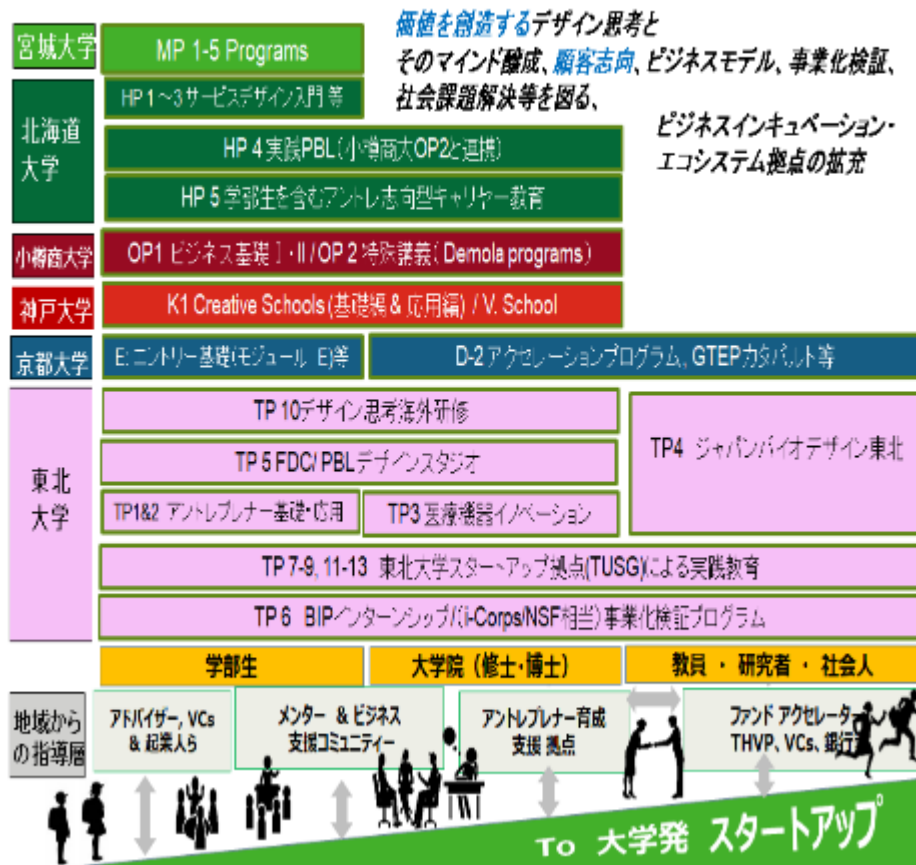 価値を創造するデザイン思考と
そのマインド醸成、顧客志向、ビジネスモデル、事業化検証、
社会課題解決等を図る、
ビジネスインキュベーション・
エコシステム拠点の拡充
宮城大学
MP 1-5 Programs
北海道
大学
HP 1～3 サービスデザイン入門 等
HP 4 実践PBL(小樽商大OP2と連携)
HP 5 学部生を含むアントレ志向型キャリヤー教育
小樽商大学
OP1 ビジネス基礎Ⅰ・Ⅱ/ OP 2 特殊講義( Demola programs)
神戸大学
K1 Creative Schools (基礎編 & 応用編) / V. School
京都大学
E: エントリー基礎(モジュール E)等
D-2 アクセレーションプログラム, GTEPカタパルト等
東北
大学
TP 10デザイン思考海外研修
TP 5 FDC/ PBLデザインスタジオ
TP4 ジャパンバイオデザイン東北
TP1&2 アントレプレナー基礎・応用
TP3 医療機器イノベーション
TP 7-9, 11-13 東北大学スタートアップ拠点(TUSG)による実践教育
TP 6 BIPインターンシップ/(i-Corps/NSF相当)事業化検証プログラム
学部生
大学院（修士・博士）
教員・研究者・社会人
地域から
の指導層
アドバイザー, VCs
& 起業人ら
メンター & ビジネス
支援コミュニティー
アントレプレナー育成
支援 拠点
ファンド アクセレーター
THVP、VCs、銀行
To 大学発 スタートアップ